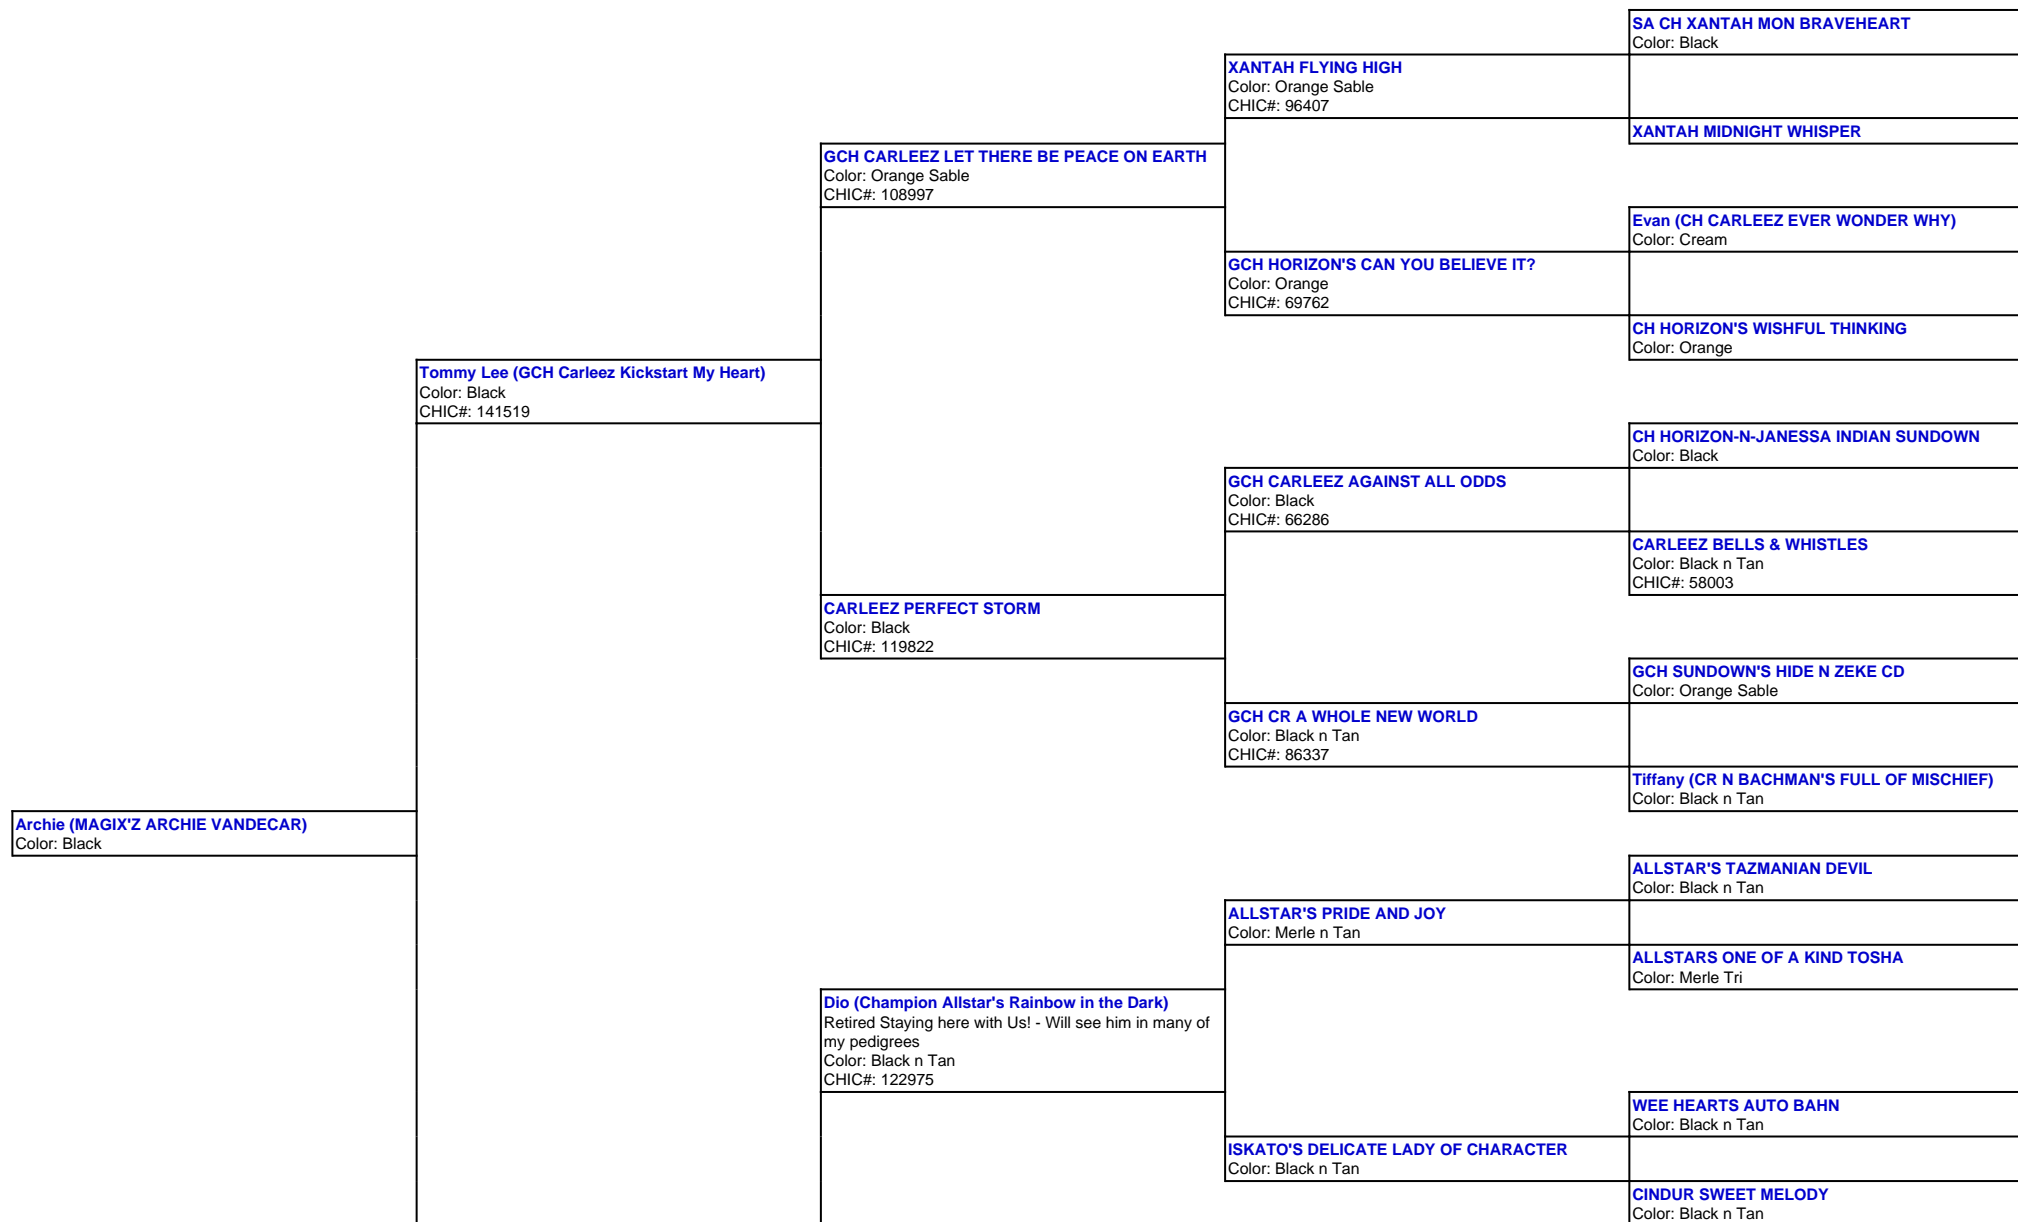 SA CH XANTAH MON BRAVEHEART
Color: Black
XANTAH FLYING HIGH
Color: Orange Sable
CHIC#: 96407
XANTAH MIDNIGHT WHISPER
GCH CARLEEZ LET THERE BE PEACE ON EARTH
Color: Orange Sable
CHIC#: 108997
Evan (CH CARLEEZ EVER WONDER WHY)
Color: Cream
GCH HORIZON'S CAN YOU BELIEVE IT?
Color: Orange
CHIC#: 69762
CH HORIZON'S WISHFUL THINKING
Color: Orange
Tommy Lee (GCH Carleez Kickstart My Heart)
Color: Black
CHIC#: 141519
CH HORIZON-N-JANESSA INDIAN SUNDOWN
Color: Black
GCH CARLEEZ AGAINST ALL ODDS
Color: Black
CHIC#: 66286
CARLEEZ BELLS & WHISTLES
Color: Black n Tan
CHIC#: 58003
CARLEEZ PERFECT STORM
Color: Black
CHIC#: 119822
GCH SUNDOWN'S HIDE N ZEKE CD
Color: Orange Sable
GCH CR A WHOLE NEW WORLD
Color: Black n Tan
CHIC#: 86337
Tiffany (CR N BACHMAN'S FULL OF MISCHIEF)
Color: Black n Tan
Archie (MAGIX'Z ARCHIE VANDECAR)
Color: Black
ALLSTAR'S TAZMANIAN DEVIL
Color: Black n Tan
ALLSTAR'S PRIDE AND JOY
Color: Merle n Tan
ALLSTARS ONE OF A KIND TOSHA
Color: Merle Tri
Dio (Champion Allstar's Rainbow in the Dark)
Retired Staying here with Us! - Will see him in many of
my pedigrees
Color: Black n Tan
CHIC#: 122975
WEE HEARTS AUTO BAHN
Color: Black n Tan
ISKATO'S DELICATE LADY OF CHARACTER
Color: Black n Tan
CINDUR SWEET MELODY
Color: Black n Tan